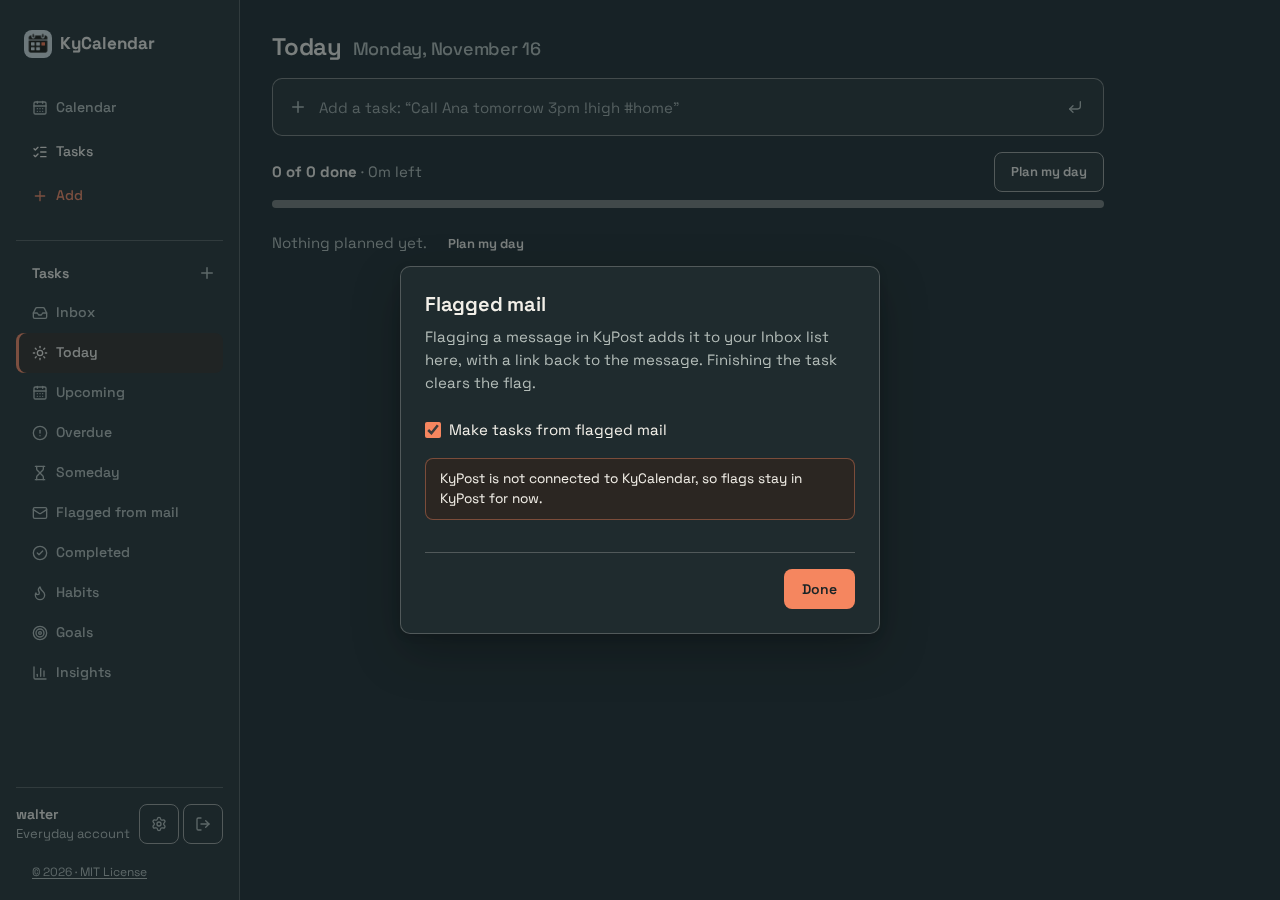 KyCalendar
Calendar
Tasks
Add
Tasks
Inbox
Today
Upcoming
Overdue
Someday
Flagged from mail
Completed
Habits
Goals
Insights
walter
Everyday account
© 2026 · MIT License
Today Monday, November 16
Add a task: “Call Ana tomorrow 3pm !high #home”
0 of 0 done · 0m left
Plan my day
Nothing planned yet. Plan my day
Flagged mail
Flagging a message in KyPost adds it to your Inbox list
here, with a link back to the message. Finishing the task
clears the flag.
Make tasks from flagged mail
KyPost is not connected to KyCalendar, so flags stay in
KyPost for now.
Done